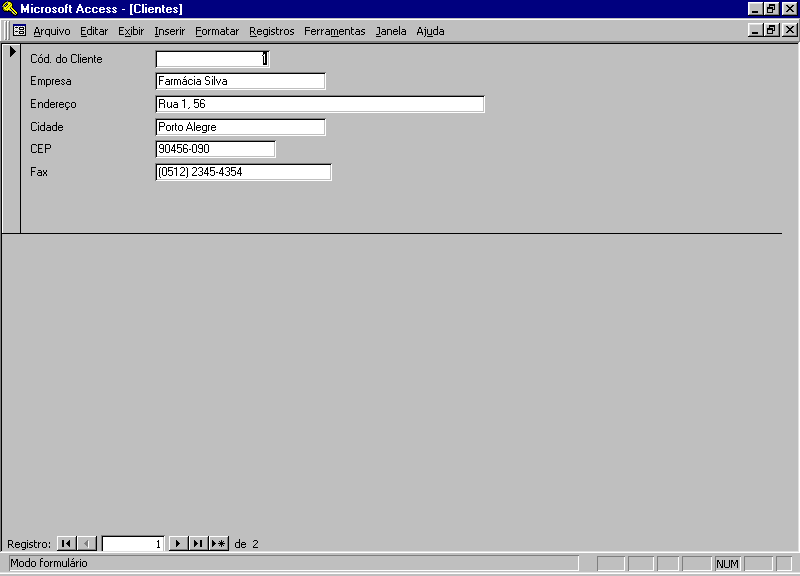 Microsoft Access - [Clientes]
Arquivo Editar Exibir Inserir Formatar Registros Ferramentas Janela Ajuda
Cód. do Cliente 1
Empresa Farmácia Silva
Endereço Rua 1, 56
Cidade Porto Alegre
CEP 90456-090
Fax (0512) 2345-4354
Registro: 1 de 2
Modo formulário NUM